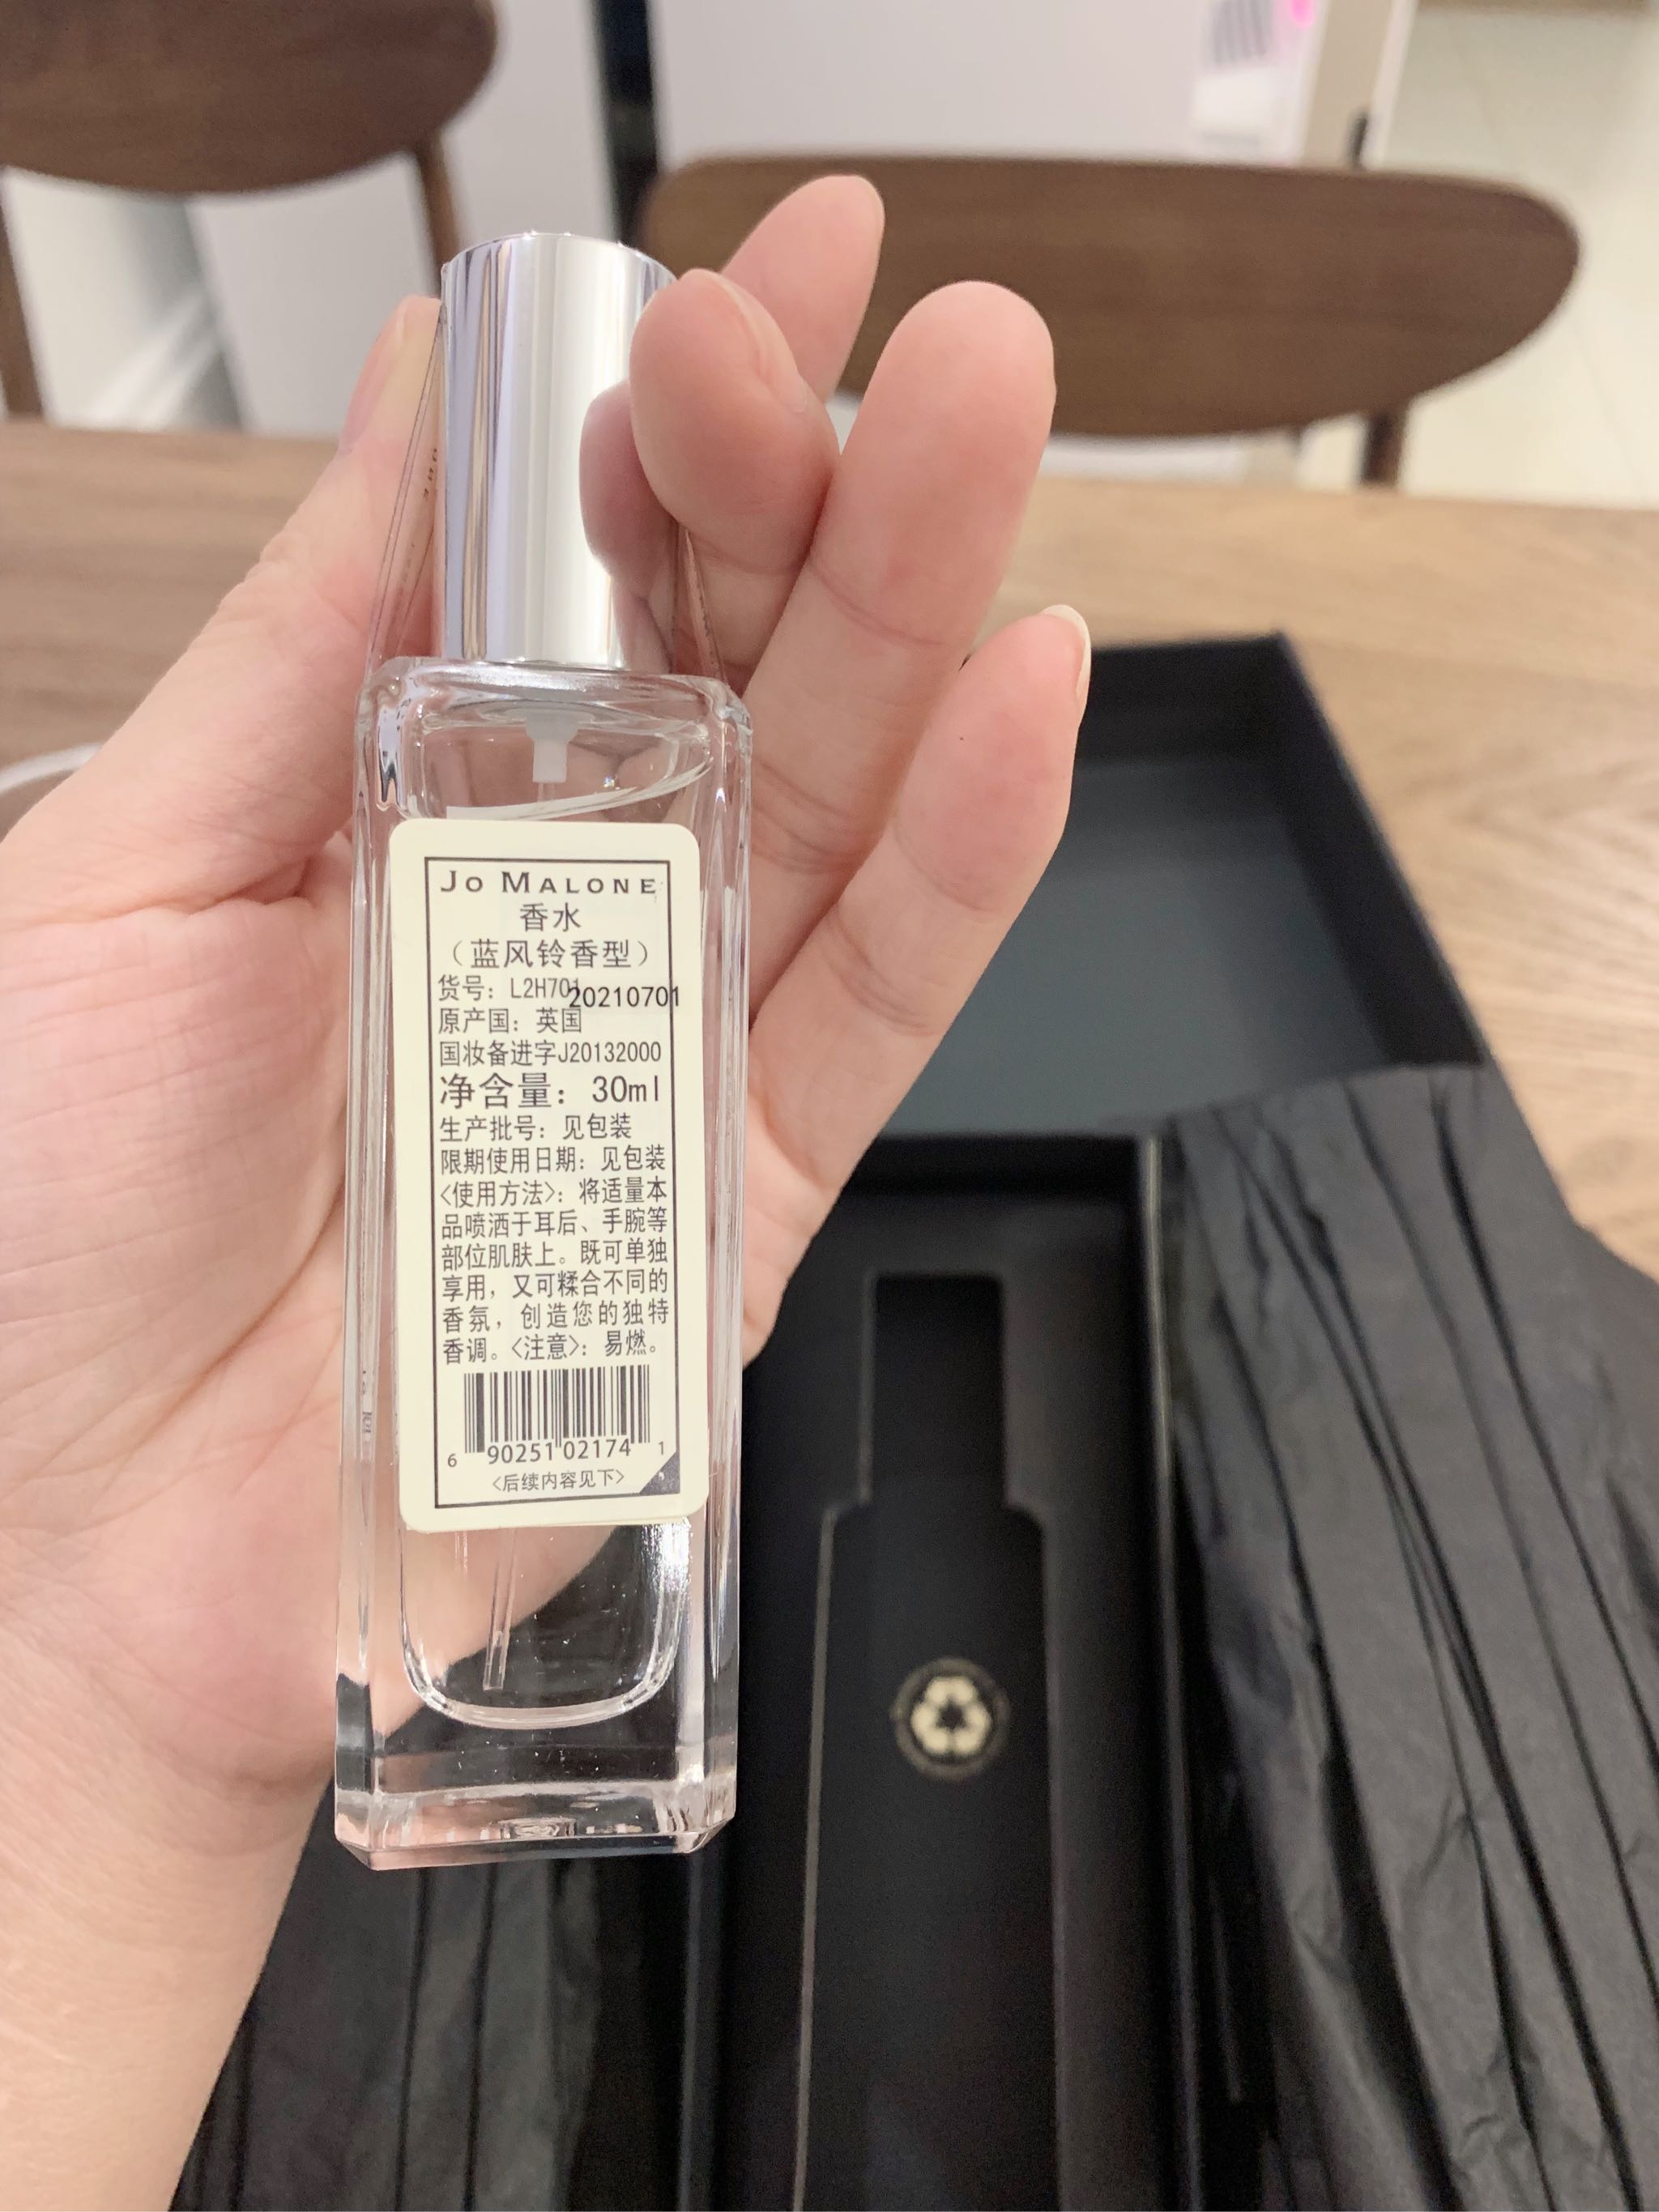 JO MALONE
香水
（蓝风铃香型）
货号：L2H701
20210701
原产国：英国
国妆备进字J20132000
净含量：30ml
生产批号：见包装
限期使用日期：见包装
<使用方法>：将适量本
品喷洒于耳后、手腕等
部位肌肤上。既可单独
享用，又可糅合不同的
香氛，创造您的独特
香调。<注意>：易燃。
6 90251 02174 1
<后续内容见下>